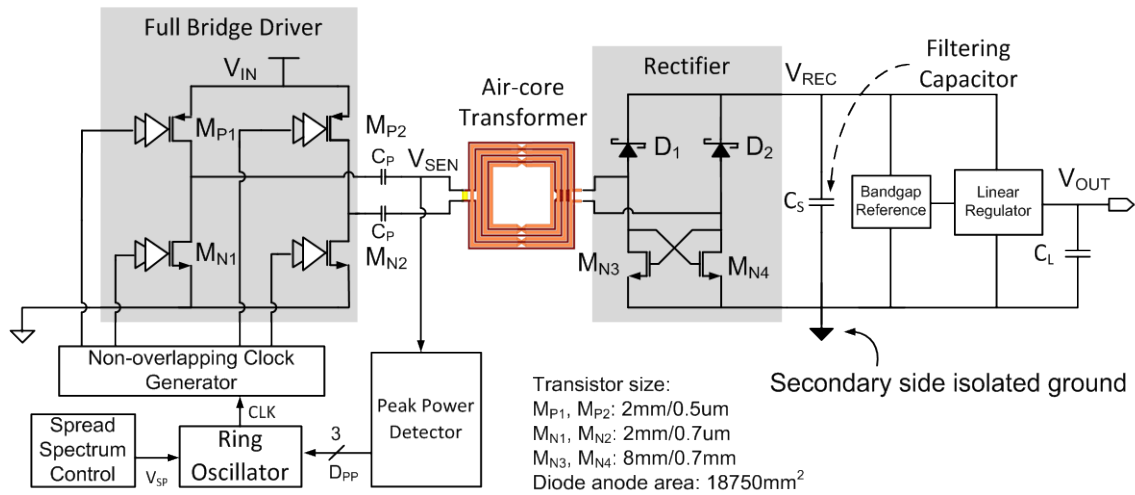 Full Bridge Driver
V_IN
M_P1
M_P2
M_N1
M_N2
C_P
C_P
V_SEN
Air-core
Transformer
Rectifier
D_1
D_2
M_N3
M_N4
V_REC
Filtering
Capacitor
C_S
Bandgap
Reference
Linear
Regulator
V_OUT
C_L
Secondary side isolated ground
Non-overlapping Clock
Generator
CLK
Spread
Spectrum
Control
V_SP
Ring
Oscillator
3
D_PP
Peak Power
Detector
Transistor size:
M_P1, M_P2: 2mm/0.5um
M_N1, M_N2: 2mm/0.7um
M_N3, M_N4: 8mm/0.7mm
Diode anode area: 18750mm²